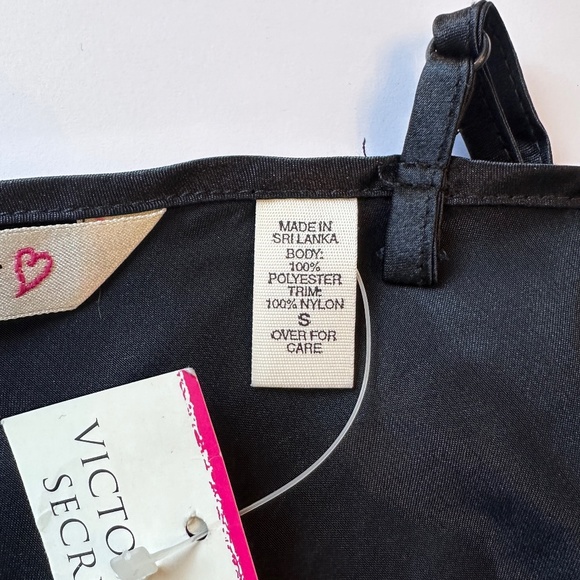 MADE IN
SRI LANKA
BODY:
100%
POLYESTER
TRIM:
100% NYLON
S
OVER FOR
CARE
VICTO
SECR